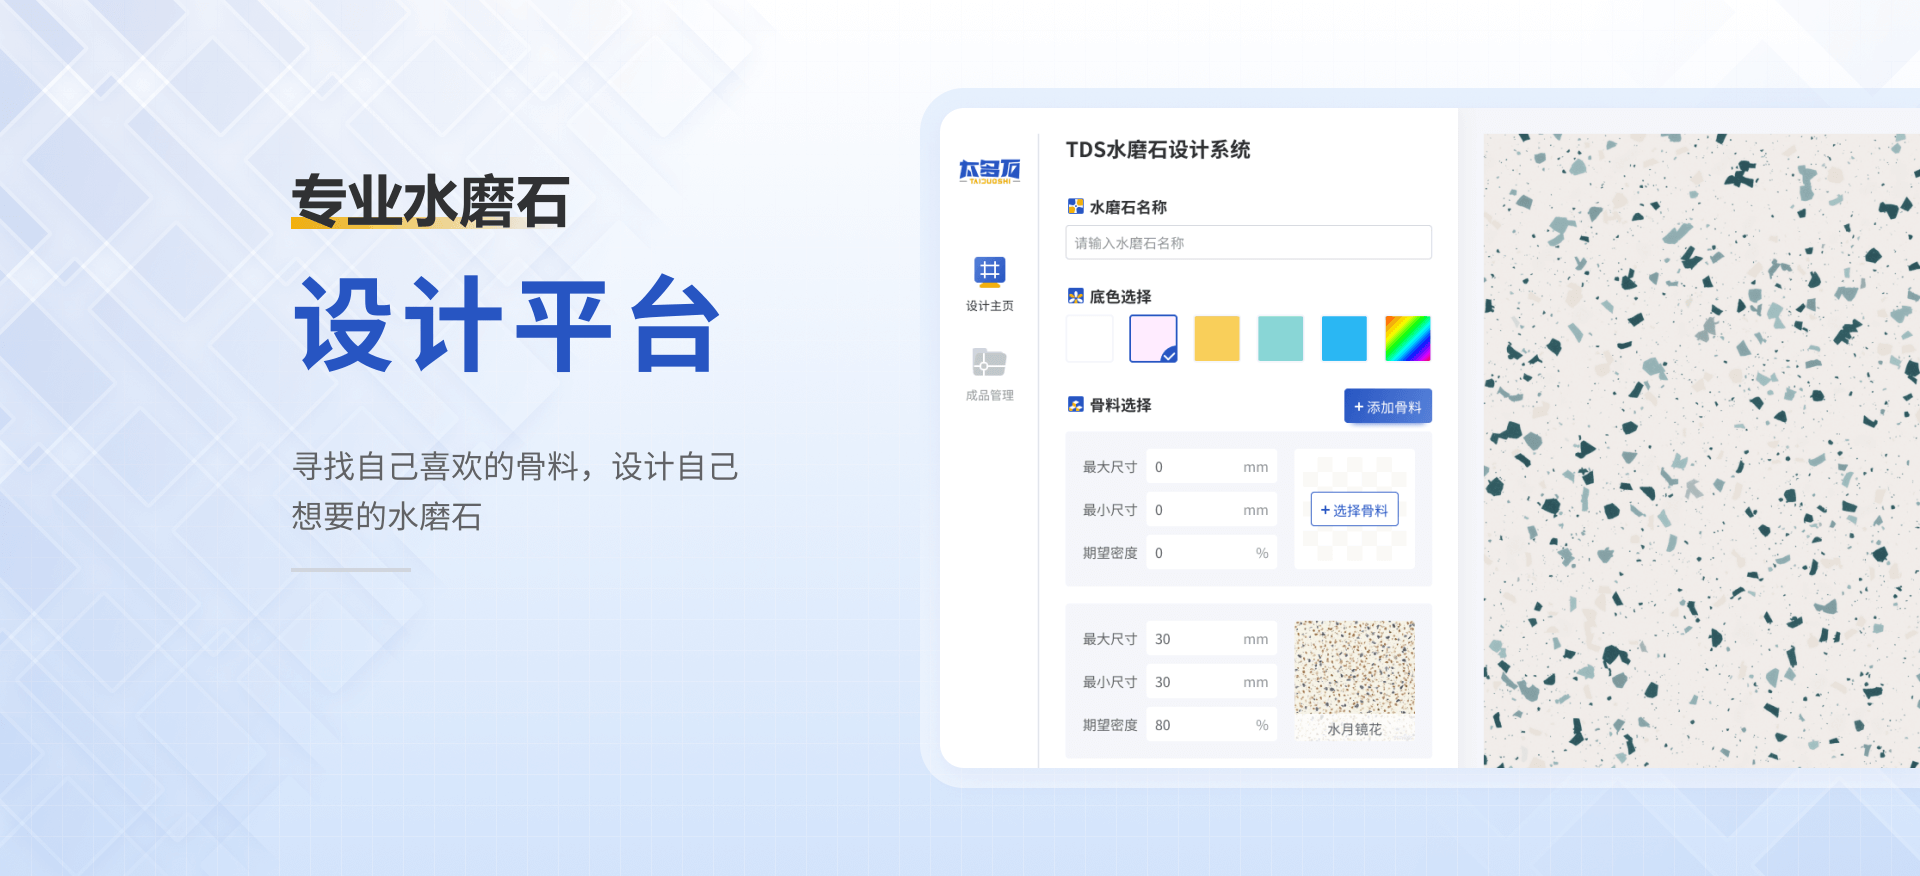 专业水磨石
设计平台
寻找自己喜欢的骨料，设计自己
想要的水磨石
太多石
TAIDUOSHI
设计主页
成品管理
TDS水磨石设计系统
水磨石名称
请输入水磨石名称
底色选择
骨料选择
+ 添加骨料
最大尺寸 0 mm
最小尺寸 0 mm
期望密度 0 %
+ 选择骨料
最大尺寸 30 mm
最小尺寸 30 mm
期望密度 80 %
水月镜花